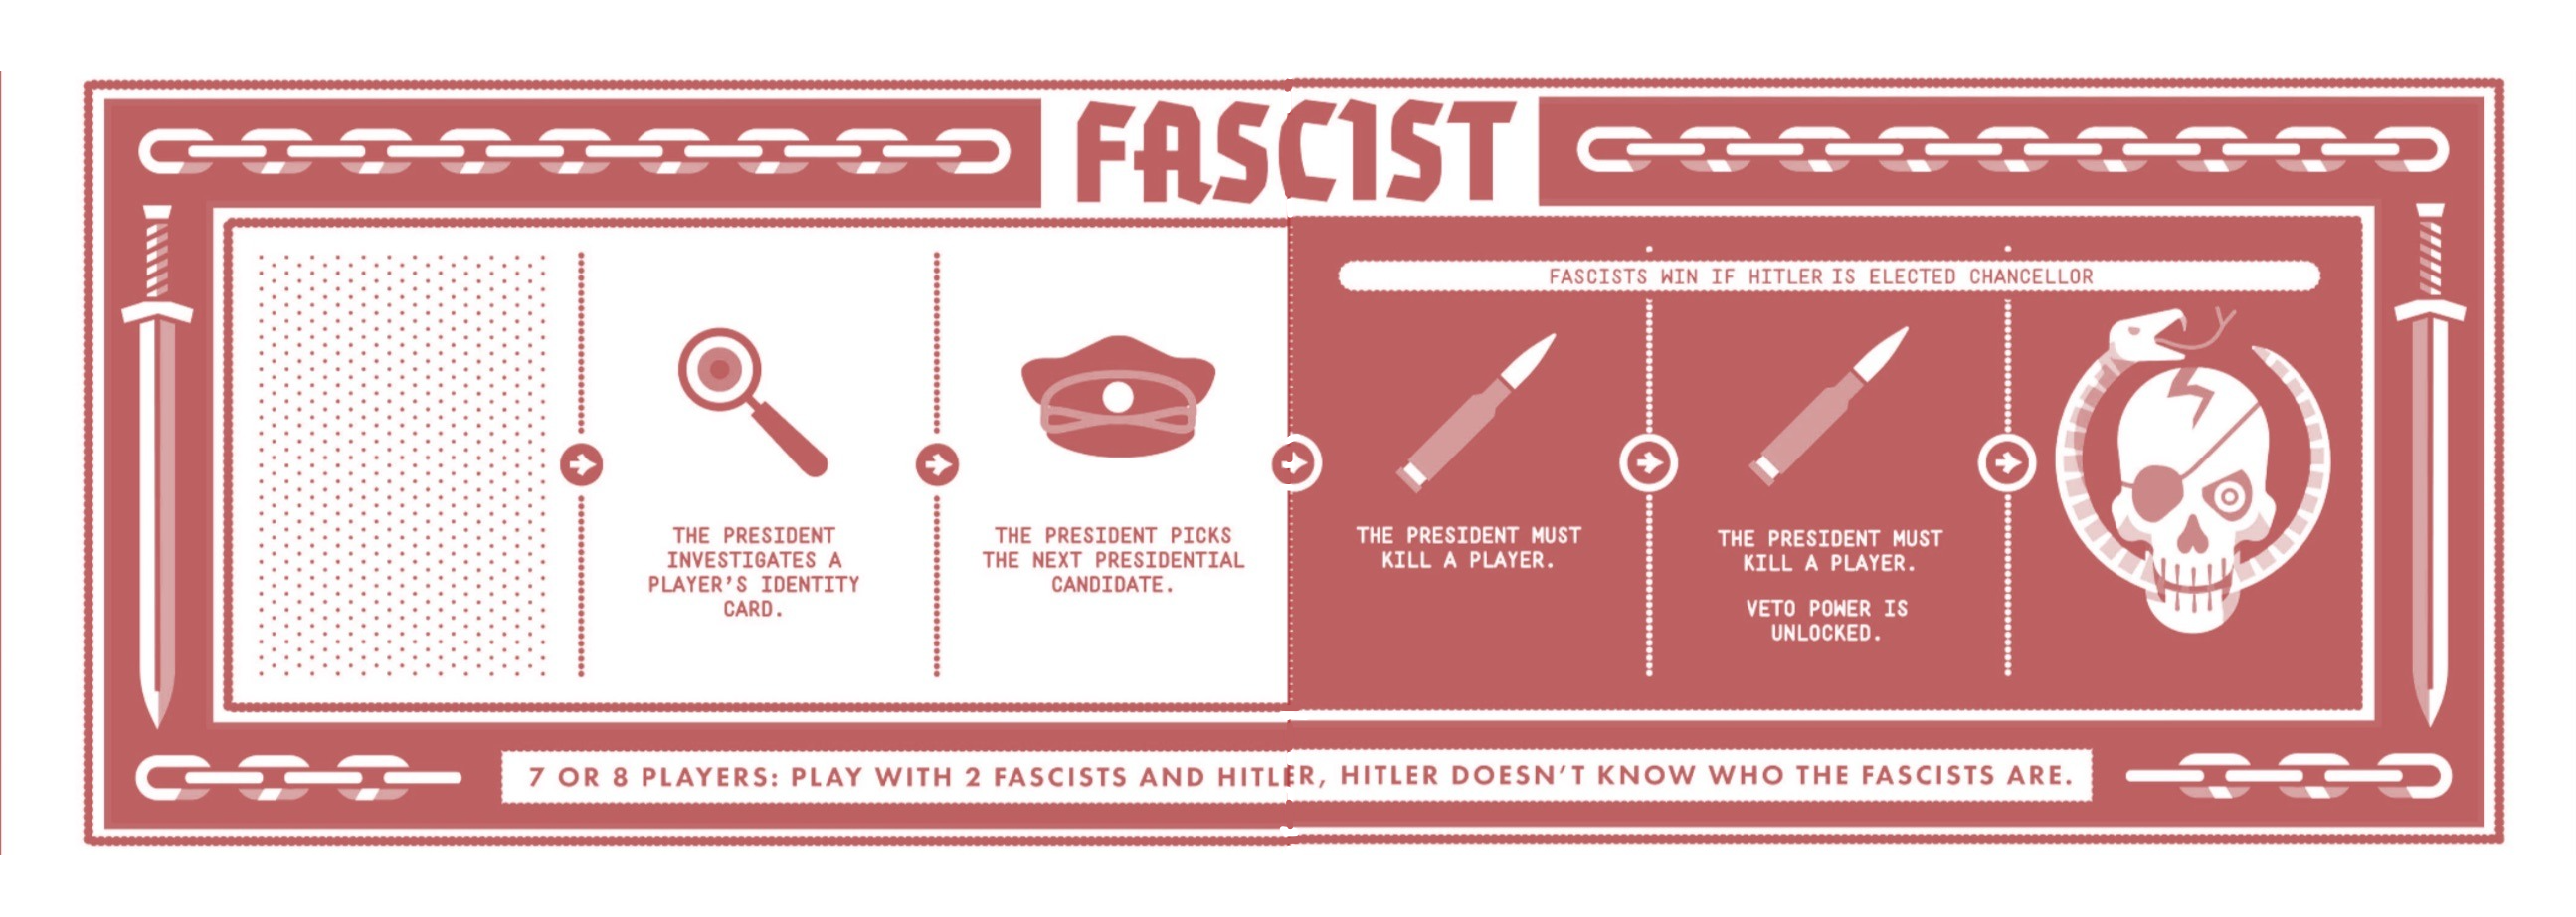 FASCIST
FASCISTS WIN IF HITLER IS ELECTED CHANCELLOR
THE PRESIDENT
INVESTIGATES A
PLAYER'S IDENTITY
CARD.
THE PRESIDENT PICKS
THE NEXT PRESIDENTIAL
CANDIDATE.
THE PRESIDENT MUST
KILL A PLAYER.
THE PRESIDENT MUST
KILL A PLAYER.
VETO POWER IS
UNLOCKED.
7 OR 8 PLAYERS: PLAY WITH 2 FASCISTS AND HITLER, HITLER DOESN'T KNOW WHO THE FASCISTS ARE.